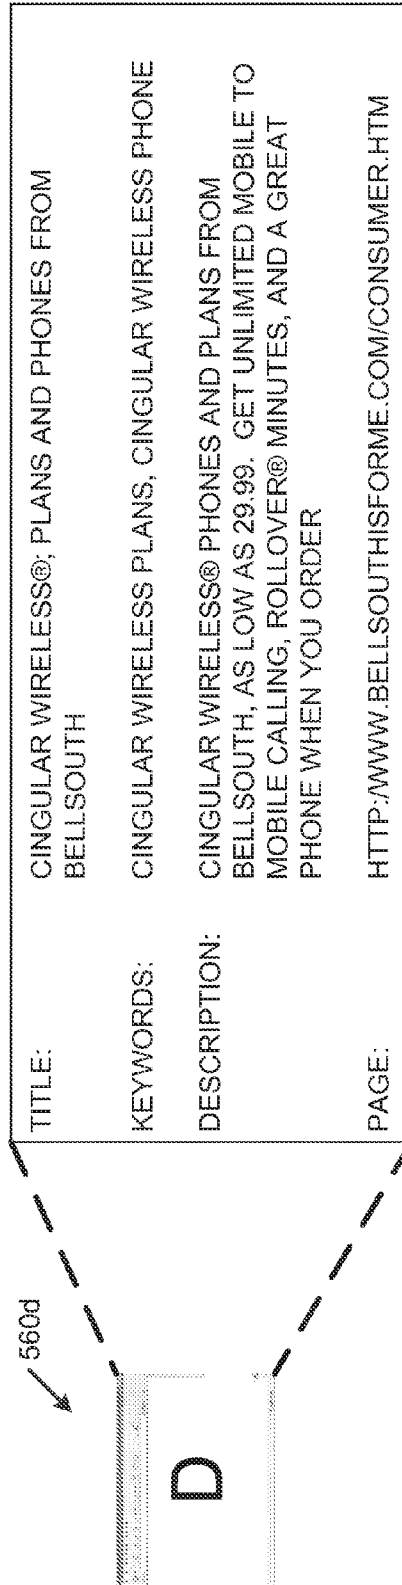 560d
D
TITLE: CINGULAR WIRELESS®; PLANS AND PHONES FROM
BELLSOUTH
KEYWORDS: CINGULAR WIRELESS PLANS, CINGULAR WIRELESS PHONE
DESCRIPTION: CINGULAR WIRELESS® PHONES AND PLANS FROM
BELLSOUTH, AS LOW AS 29.99. GET UNLIMITED MOBILE TO
MOBILE CALLING, ROLLOVER® MINUTES, AND A GREAT
PHONE WHEN YOU ORDER
PAGE: HTTP:/WWW.BELLSOUTHISFORME.COM/CONSUMER.HTM